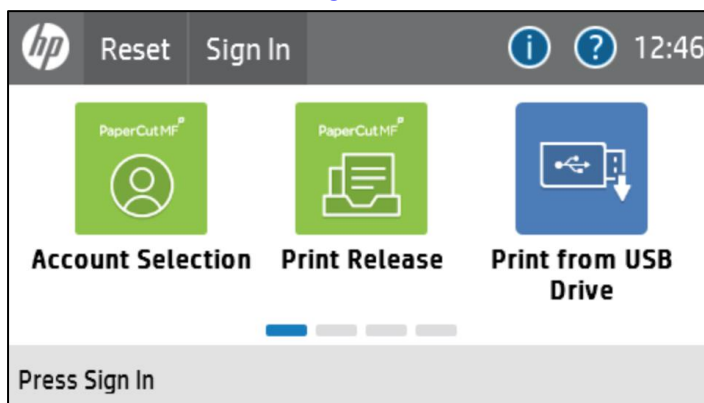 hp Reset Sign In i ? 12:46
PaperCut MF PaperCut MF
Account Selection Print Release Print from USB
Drive
Press Sign In